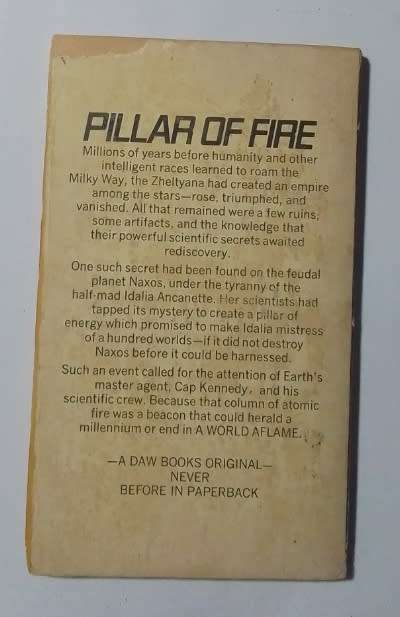 PILLAR OF FIRE
Millions of years before humanity and other
intelligent races learned to roam the
Milky Way, the Zheltyana had created an empire
among the stars—rose, triumphed, and
vanished. All that remained were a few ruins,
some artifacts, and the knowledge that
their powerful scientific secrets awaited
rediscovery.
One such secret had been found on the feudal
planet Naxos, under the tyranny of the
half-mad Idalia Ancanette. Her scientists had
tapped its mystery to create a pillar of
energy which promised to make Idalia mistress
of a hundred worlds—if it did not destroy
Naxos before it could be harnessed.
Such an event called for the attention of Earth's
master agent, Cap Kennedy, and his
scientific crew. Because that column of atomic
fire was a beacon that could herald a
millennium or end in A WORLD AFLAME.
—A DAW BOOKS ORIGINAL—
NEVER
BEFORE IN PAPERBACK